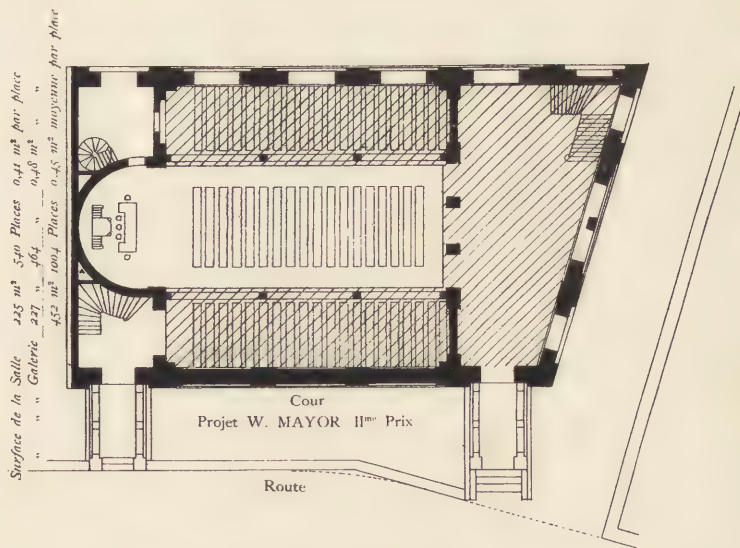 Surface de la Salle 225 m² 540 Places 0,41 m² par place
„ „ Galerie 227 „ 464 „ 0,48 m² „ „
452 m² 1004 Places 0,45 m² moyenne par place
Cour
Projet W. MAYOR IIme Prix
Route